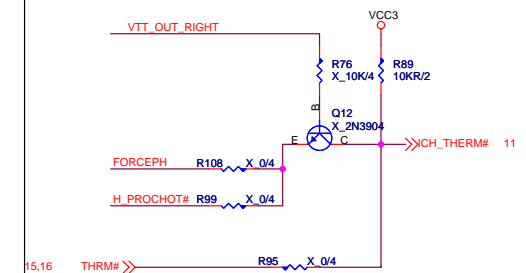 VCC3
VTT_OUT_RIGHT
R76 R89
X_10K/4 10KR/2
B
Q12
X_2N3904
E C
ICH_THERM# 11
FORCEPH R108 X_0/4
H_PROCHOT# R99 X_0/4
R95 X_0/4
15,16 THRM#